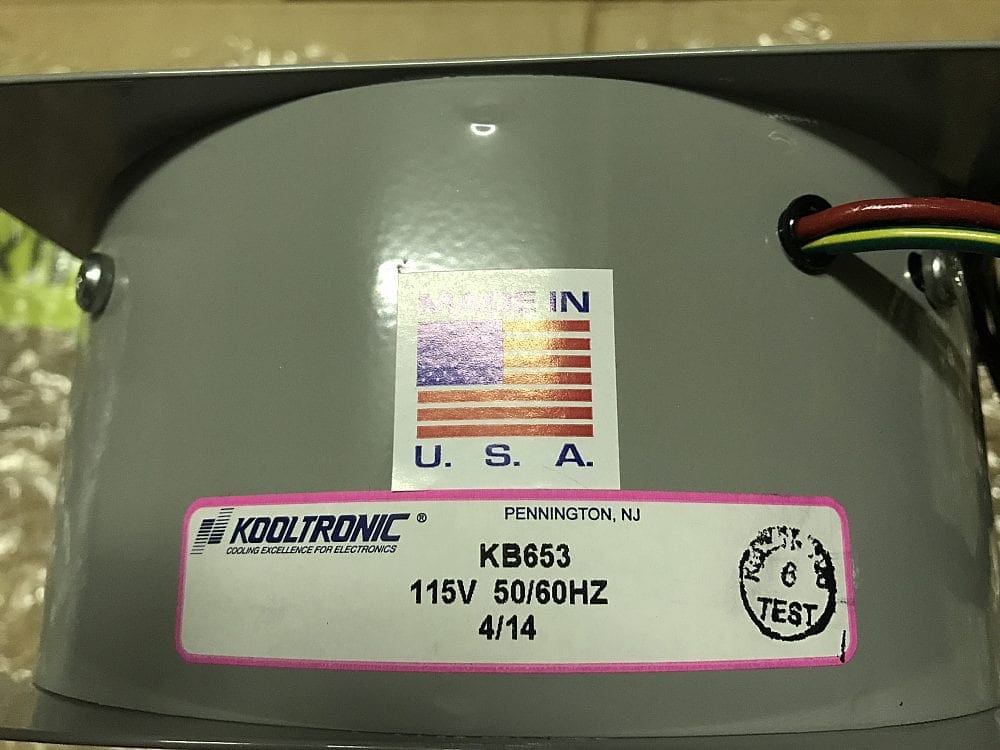 MADE IN
U. S. A.
KOOLTRONIC ®
COOLING EXCELLENCE FOR ELECTRONICS
PENNINGTON, NJ
KB653
115V 50/60HZ
4/14
6
TEST